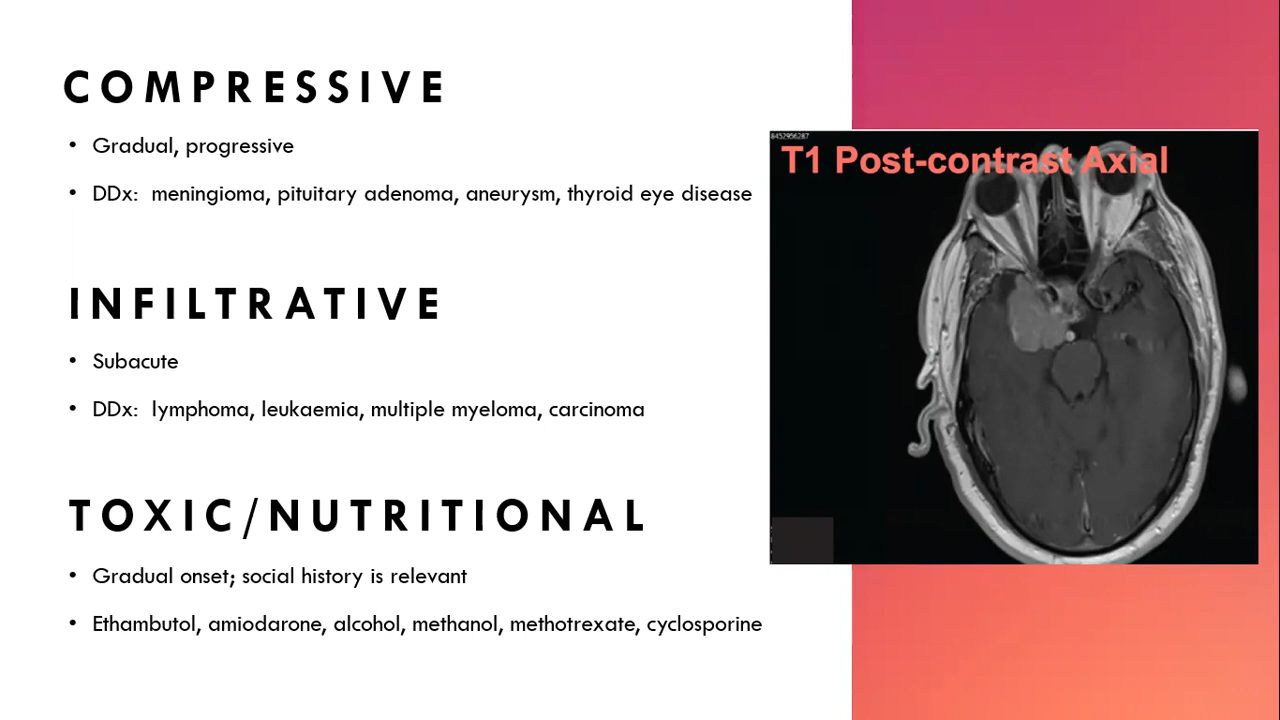 COMPRESSIVE
• Gradual, progressive
• DDx: meningioma, pituitary adenoma, aneurysm, thyroid eye disease
INFILTRATIVE
• Subacute
• DDx: lymphoma, leukaemia, multiple myeloma, carcinoma
TOXIC/NUTRITIONAL
• Gradual onset; social history is relevant
• Ethambutol, amiodarone, alcohol, methanol, methotrexate, cyclosporine
8452956287
T1 Post-contrast Axial